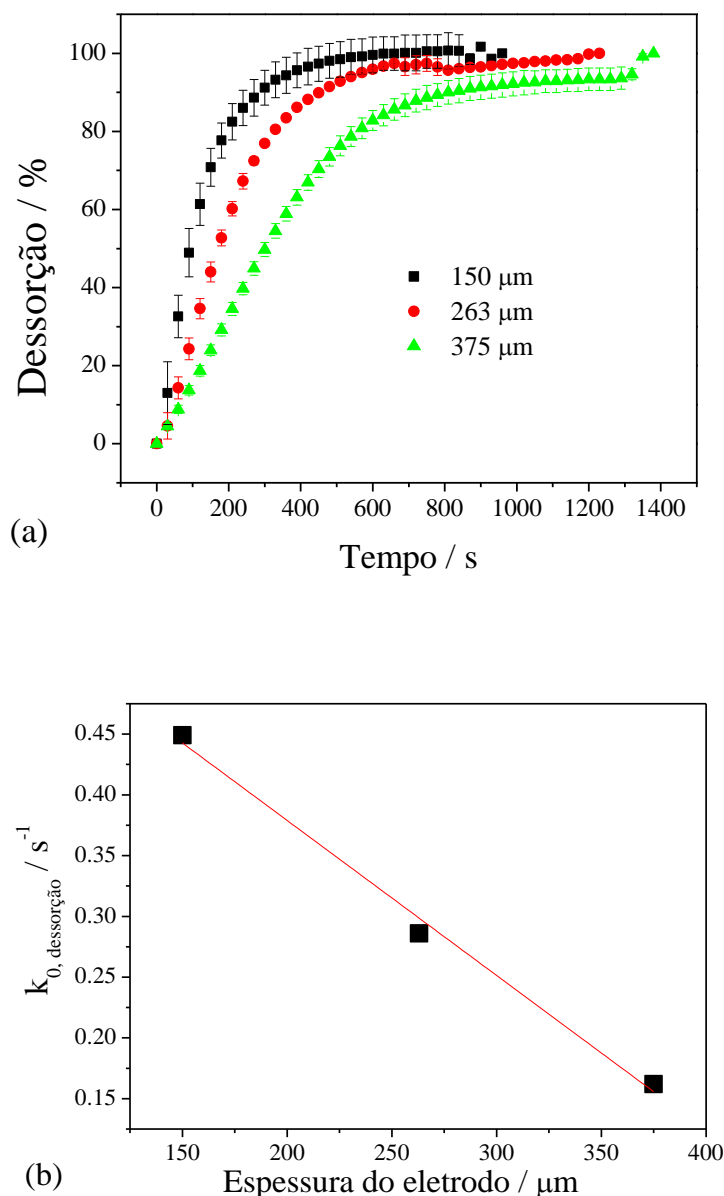 100
80
60
40
20
0
Dessorção / %
150 μm
263 μm
375 μm
0 200 400 600 800 1000 1200 1400
(a)
Tempo / s
0.45
0.40
0.35
0.30
0.25
0.20
0.15
k0, dessorção / s-1
150 200 250 300 350 400
(b)
Espessura do eletrodo / μm